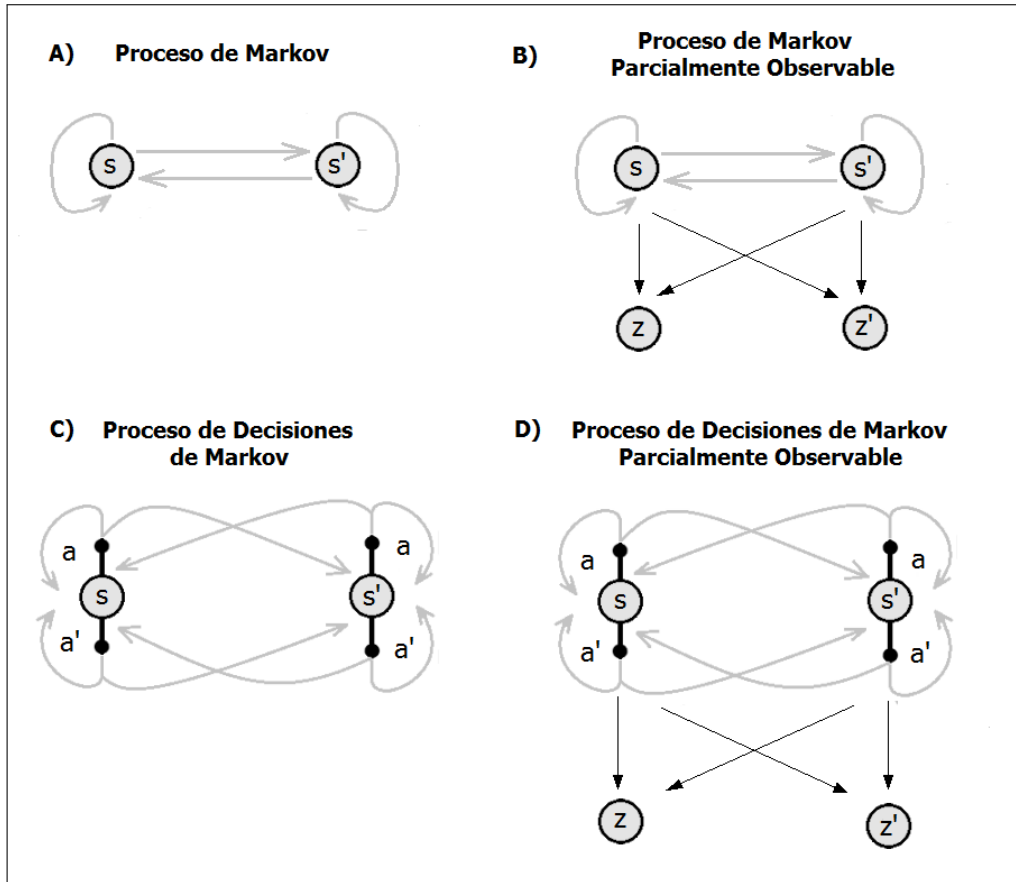 A) Proceso de Markov
s
s'
B) Proceso de Markov
Parcialmente Observable
s
s'
z
z'
C) Proceso de Decisiones
de Markov
a
a
s
s'
a'
a'
D) Proceso de Decisiones de Markov
Parcialmente Observable
a
a
s
s'
a'
a'
z
z'